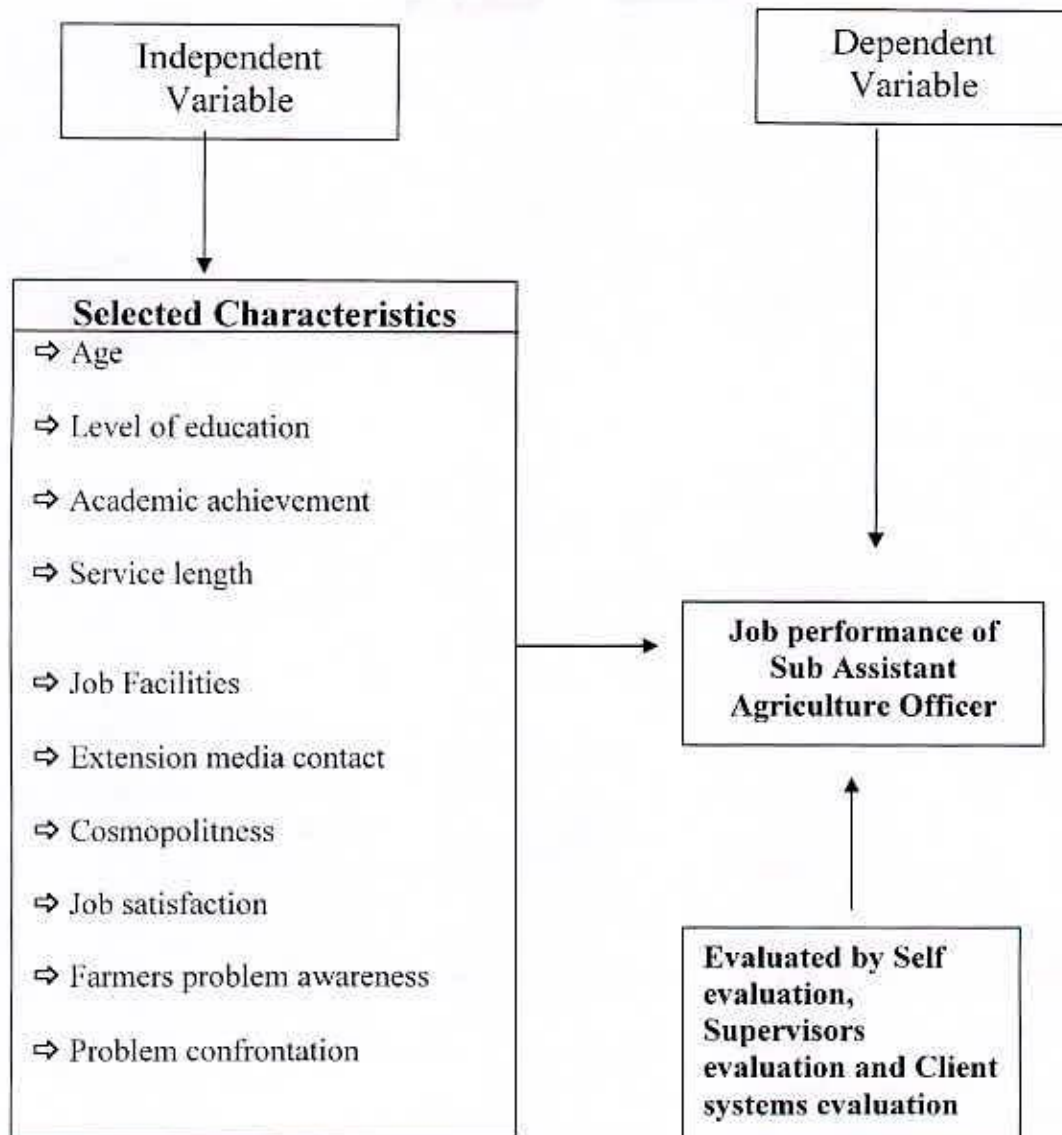 Independent
Variable
Dependent
Variable
Selected Characteristics
⇨ Age
⇨ Level of education
⇨ Academic achievement
⇨ Service length
⇨ Job Facilities
⇨ Extension media contact
⇨ Cosmopolitness
⇨ Job satisfaction
⇨ Farmers problem awareness
⇨ Problem confrontation
Job performance of
Sub Assistant
Agriculture Officer
Evaluated by Self
evaluation,
Supervisors
evaluation and Client
systems evaluation